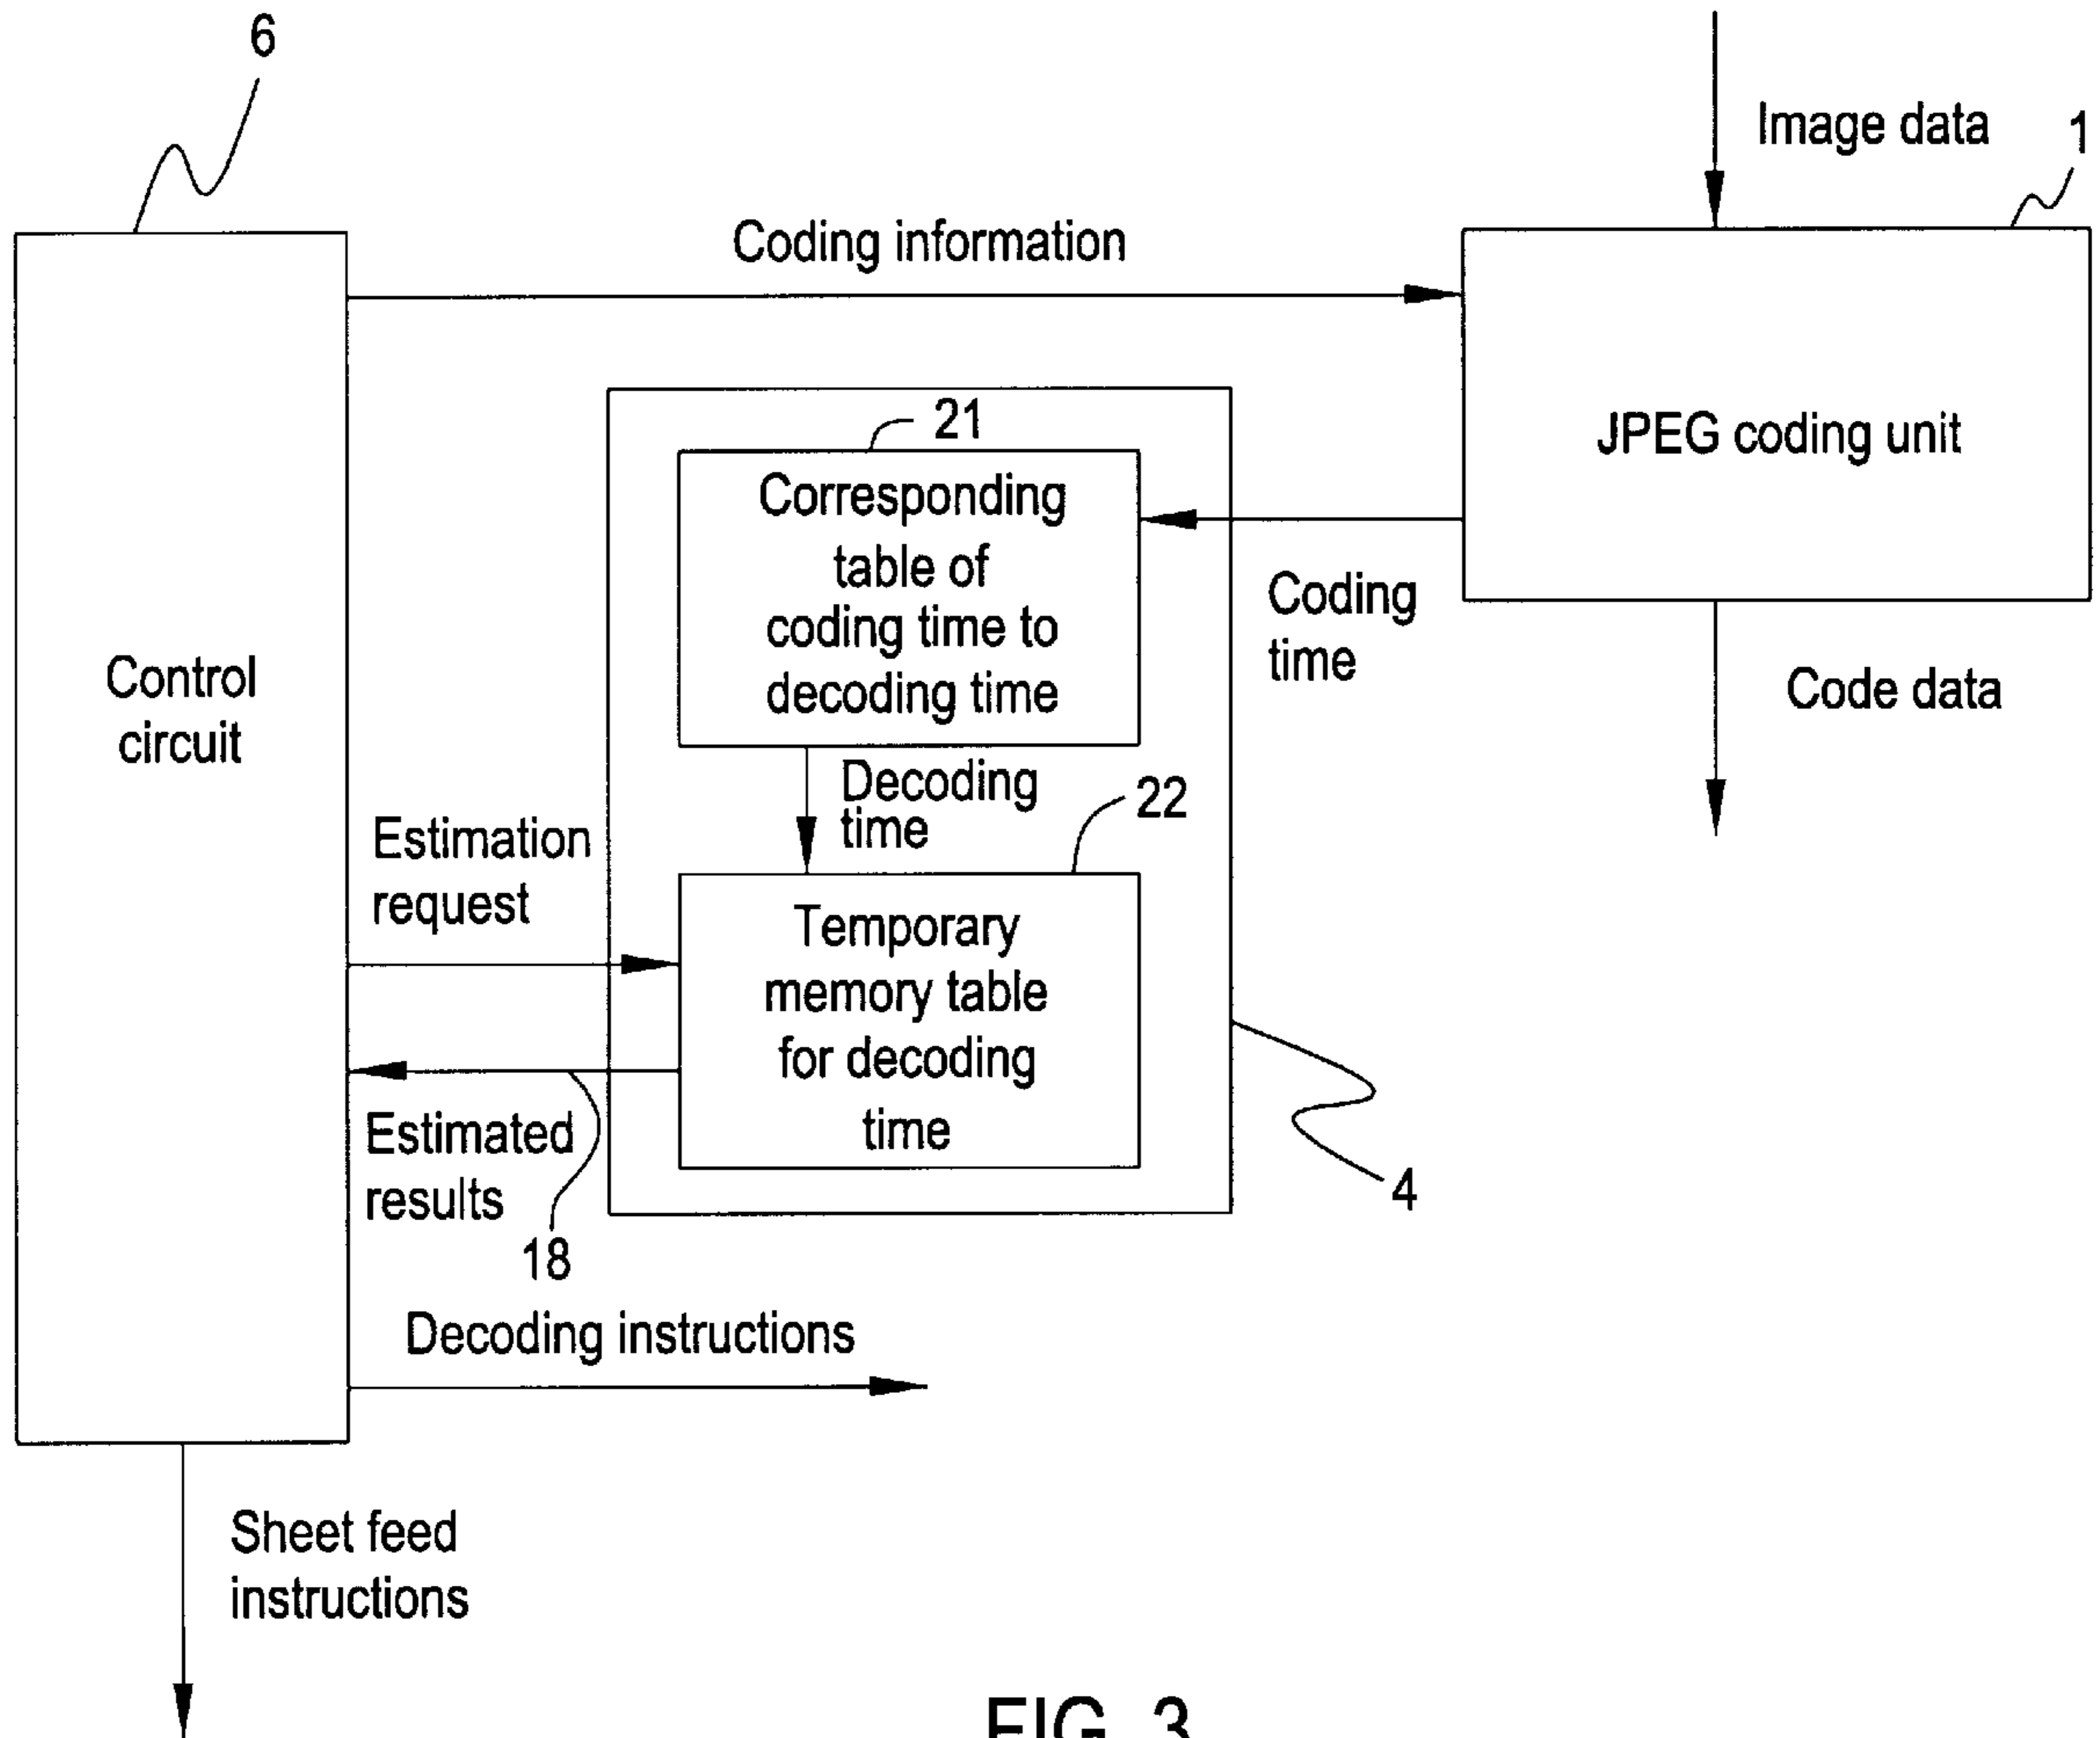 6
Image data
1
Coding information
21
Corresponding
table of
coding time to
decoding time
JPEG coding unit
Coding
time
Code data
Control
circuit
Decoding
time
22
Estimation
request
Temporary
memory table
for decoding
time
Estimated
results
18
4
Decoding instructions
Sheet feed
instructions
FIG. 3